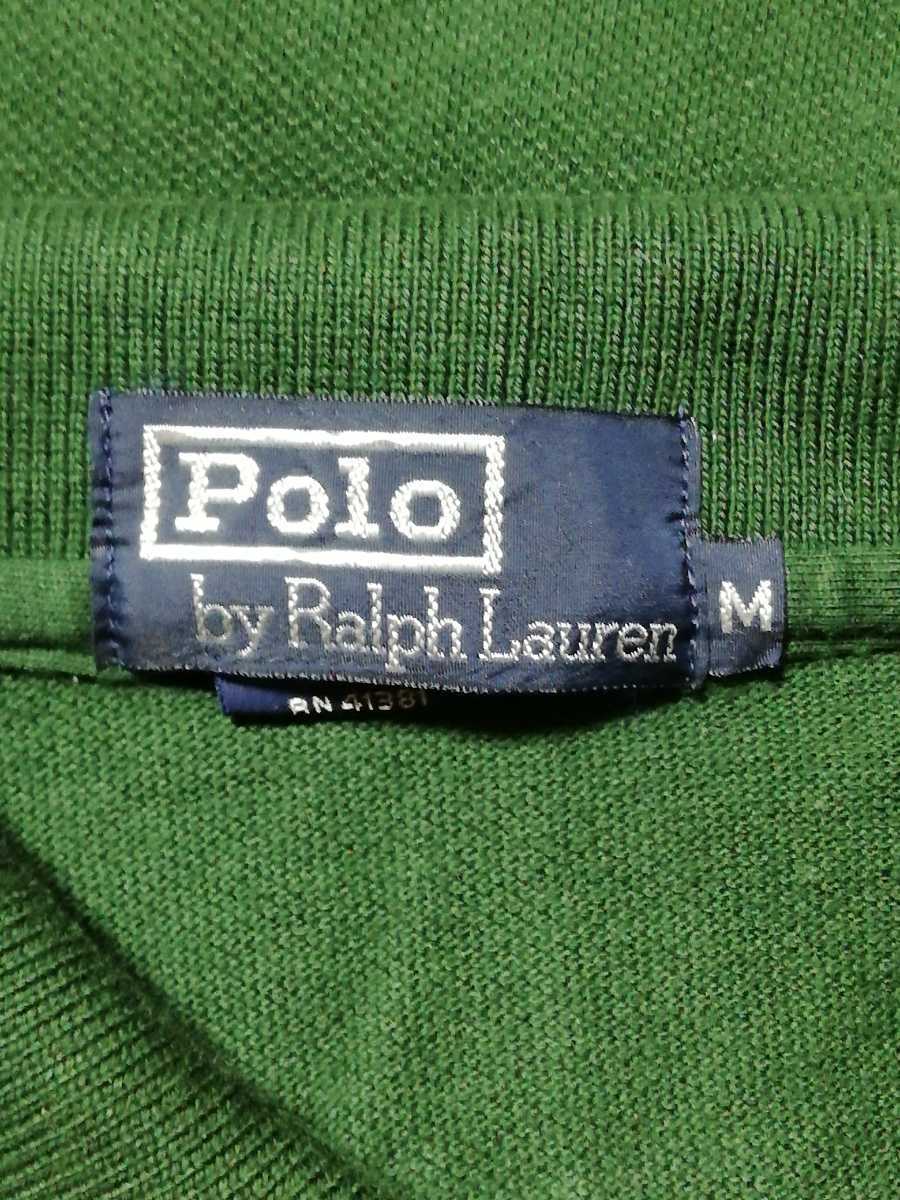 Polo
by Ralph Lauren
M
RN 41381